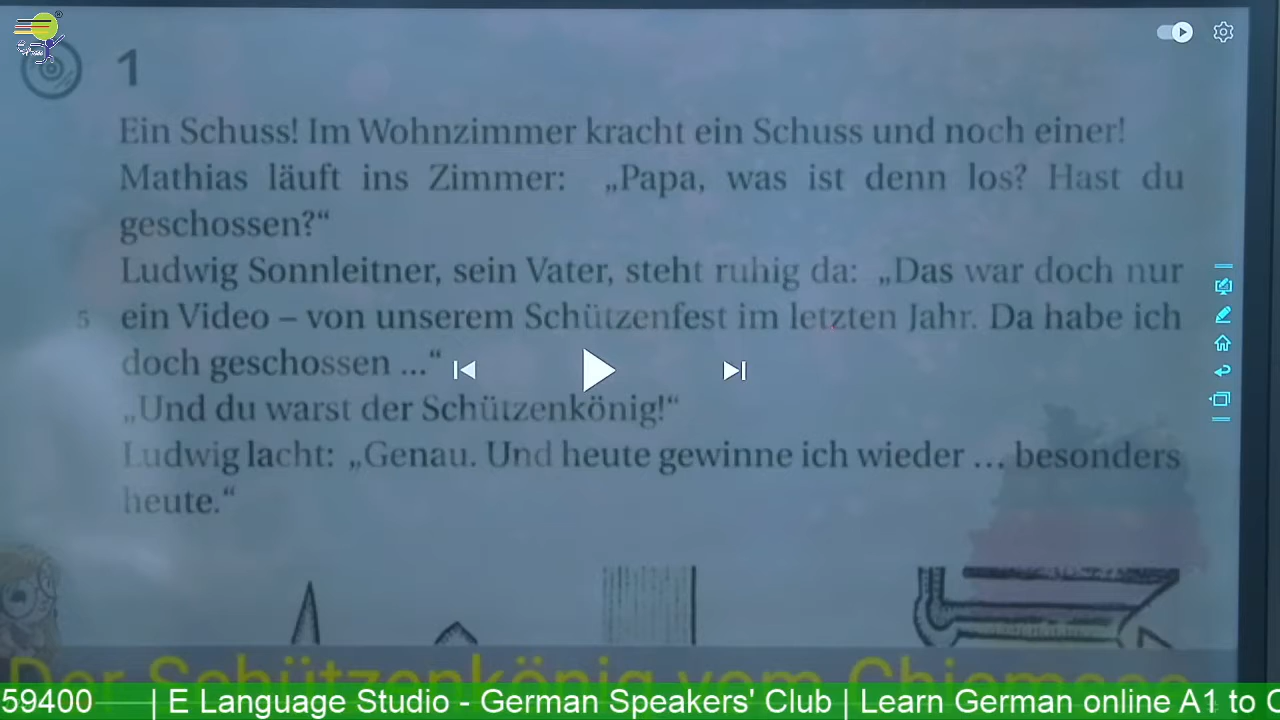 1
Ein Schuss! Im Wohnzimmer kracht ein Schuss und noch einer!
Mathias läuft ins Zimmer: „Papa, was ist denn los? Hast du
geschossen?“
Ludwig Sonnleitner, sein Vater, steht ruhig da: „Das war doch nur
5 ein Video – von unserem Schützenfest im letzten Jahr. Da habe ich
doch geschossen ...“
„Und du warst der Schützenkönig!“
Ludwig lacht: „Genau. Und heute gewinne ich wieder ... besonders
heute.“
Der Schützenkönig vom Chiemsee
59400 | E Language Studio - German Speakers' Club | Learn German online A1 to C